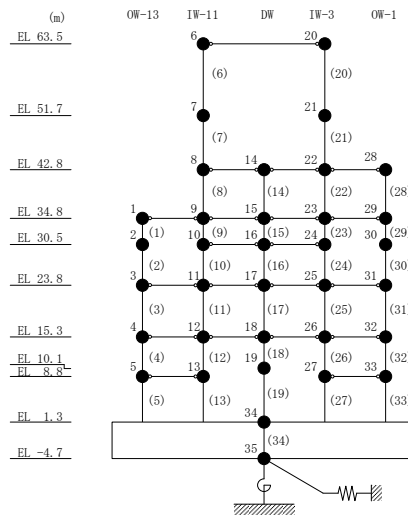 (m) OW-13 IW-11 DW IW-3 OW-1
EL 63.5 (m) 6 20
(6) (20)
EL 51.7 7 21
(7) (21)
EL 42.8 8 14 22 28
(8) (14) (22) (28)
EL 34.8 1 9 15 23 29
(1) (9) (15) (23) (29)
EL 30.5 2 10 16 24 30
(2) (10) (16) (24) (30)
EL 23.8 3 11 17 25 31
(3) (11) (17) (25) (31)
EL 15.3 4 12 18 26 32
(4) (12) (18) (26) (32)
EL 10.1 19
EL 8.8 5 13 27 33
(5) (13) (19) (27) (33)
EL 1.3 34
(34)
EL -4.7 35